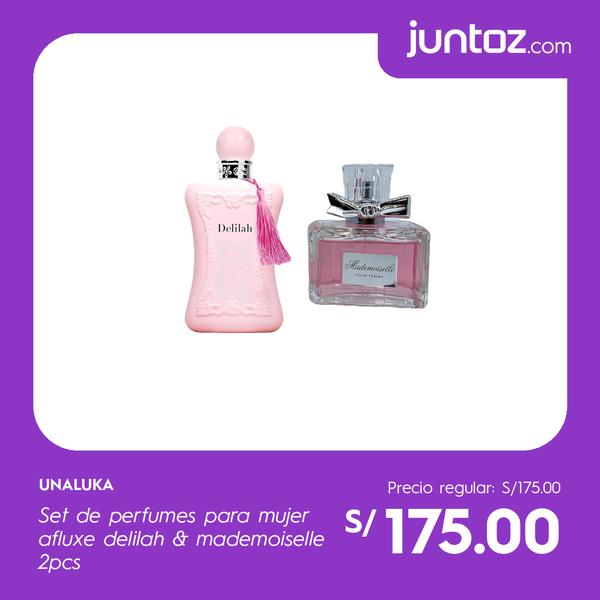 juntoz.com
Delilah
Mademoiselle
POUR FEMME
UNALUKA
Set de perfumes para mujer
afluxe delilah & mademoiselle
2pcs
Precio regular: S/175.00
S/ 175.00